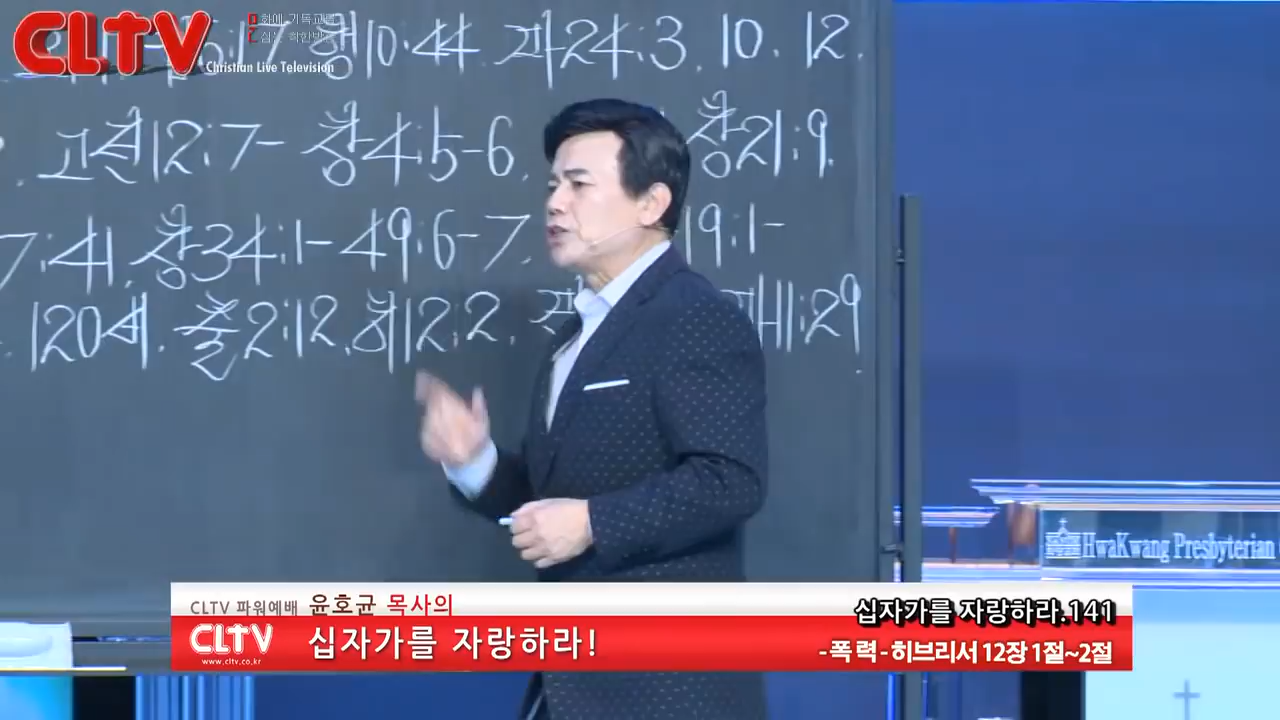 CLTV
Christian Live Television
:17 행10:44 과24:3. 10. 12.
고전12:7- 창4:5-6. 창21:9.
7:41. 창34:1- 49:6-7. 19:1-
120세. 출2:12. 히12:2. 1:29
HwaKwang Presbyterian
CLTV 파워예배 윤호균 목사의
십자가를 자랑하라.141
CLTV
www.cltv.co.kr
십자가를 자랑하라!
-폭력-히브리서 12장 1절~2절